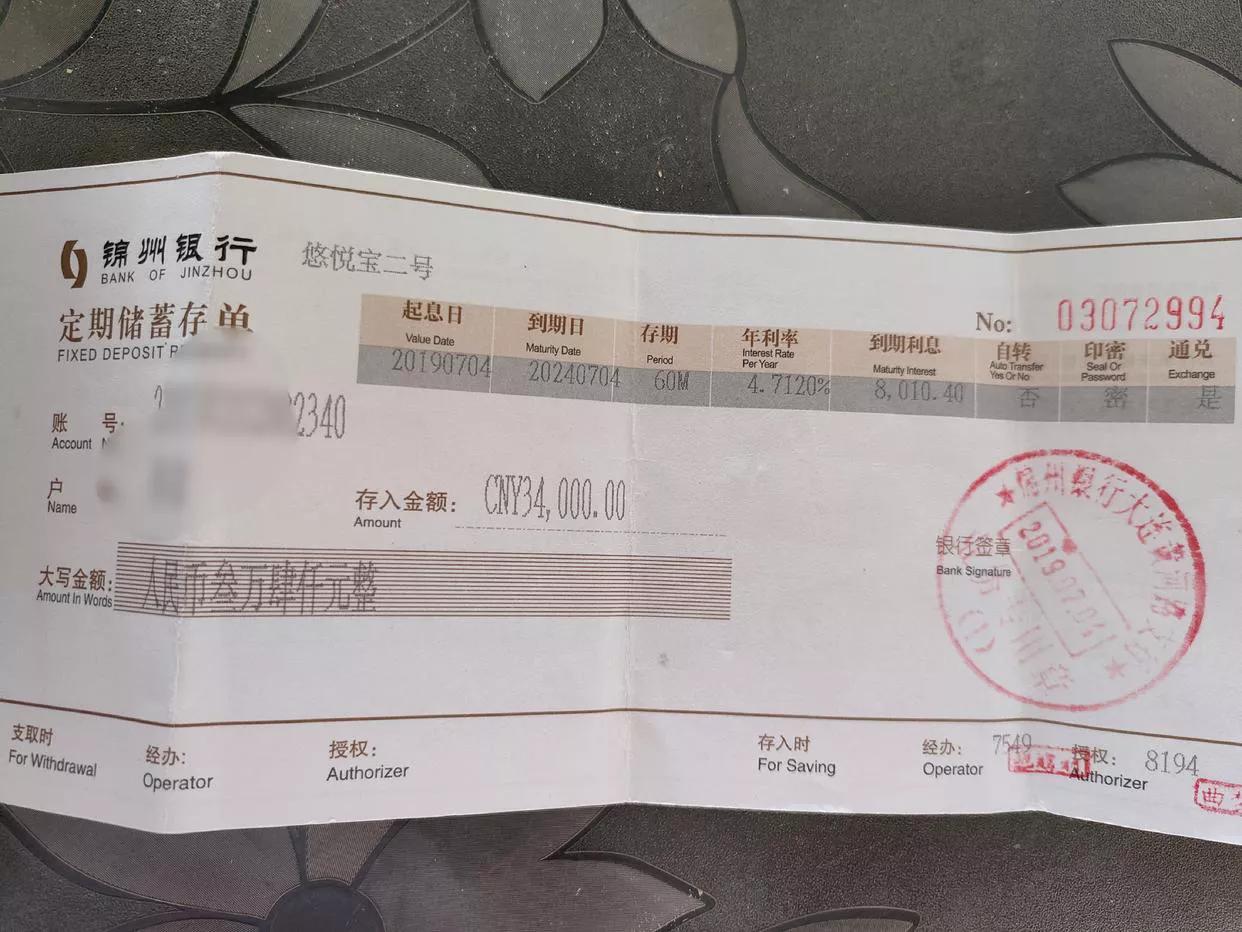 锦州银行
BANK OF JINZHOU
悠悦宝二号
定期储蓄存单
FIXED DEPOSIT
No: 03072994
起息日 到期日 存期 年利率 到期利息 自转 印密 通兑
Value Date Maturity Date Period Interest Rate Per Year Maturity Interest Auto Transfer Yes Or No Seal Or Password Exchange
20190704 20240704 60M 4.7120% 8,010.40 否 密 是
账 号: 2340
Account
户
Name
存入金额: CNY34,000.00
Amount
大写金额: 人民币叁万肆仟元整
Amount In Words
银行签章
Bank Signature
锦州银行大连黄河路支行
2019.07.04
(1)
支取时 经办: 授权: 存入时 经办: 7549 授权: 8194
For Withdrawal Operator Authorizer For Saving Operator Authorizer
曲